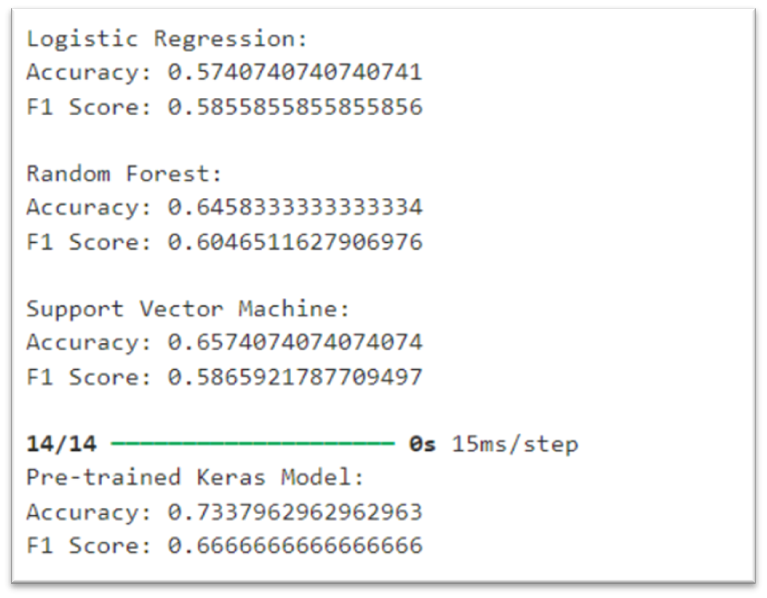 Logistic Regression:
Accuracy: 0.5740740740740741
F1 Score: 0.5855855855855856
Random Forest:
Accuracy: 0.6458333333333334
F1 Score: 0.6046511627906976
Support Vector Machine:
Accuracy: 0.6574074074074074
F1 Score: 0.5865921787709497
14/14 ━━━━━━━━━━━━━━━━━━━━ 0s 15ms/step
Pre-trained Keras Model:
Accuracy: 0.7337962962962963
F1 Score: 0.6666666666666666